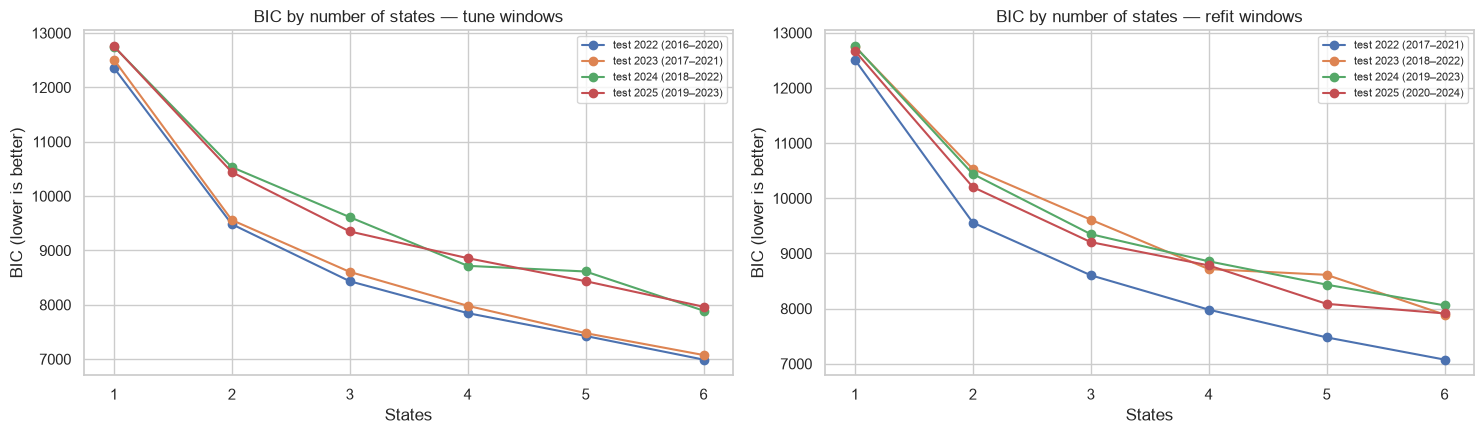 BIC by number of states — tune windows
BIC (lower is better)
13000
12000
11000
10000
9000
8000
7000
test 2022 (2016–2020)
test 2023 (2017–2021)
test 2024 (2018–2022)
test 2025 (2019–2023)
1 2 3 4 5 6
States
BIC by number of states — refit windows
BIC (lower is better)
13000
12000
11000
10000
9000
8000
7000
test 2022 (2017–2021)
test 2023 (2018–2022)
test 2024 (2019–2023)
test 2025 (2020–2024)
1 2 3 4 5 6
States